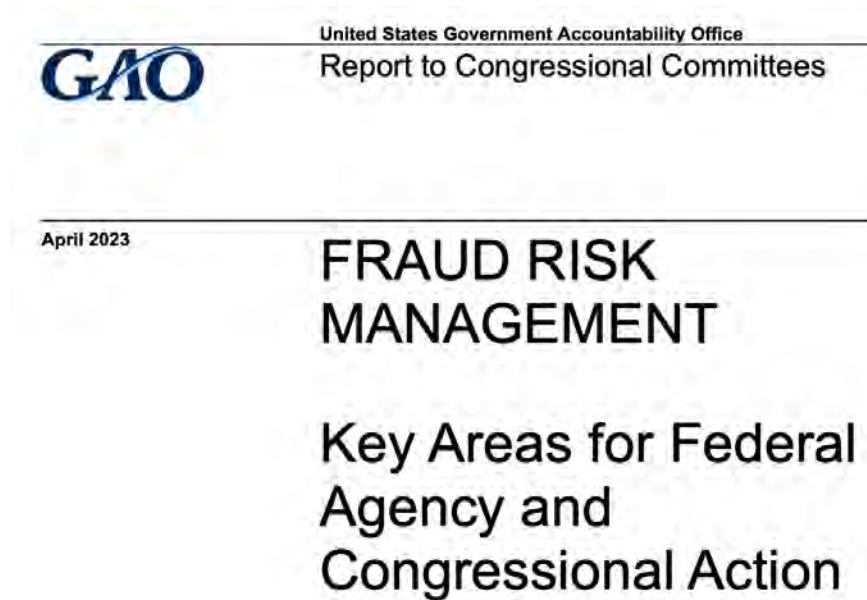 United States Government Accountability Office
GAO
Report to Congressional Committees
April 2023
FRAUD RISK
MANAGEMENT
Key Areas for Federal
Agency and
Congressional Action